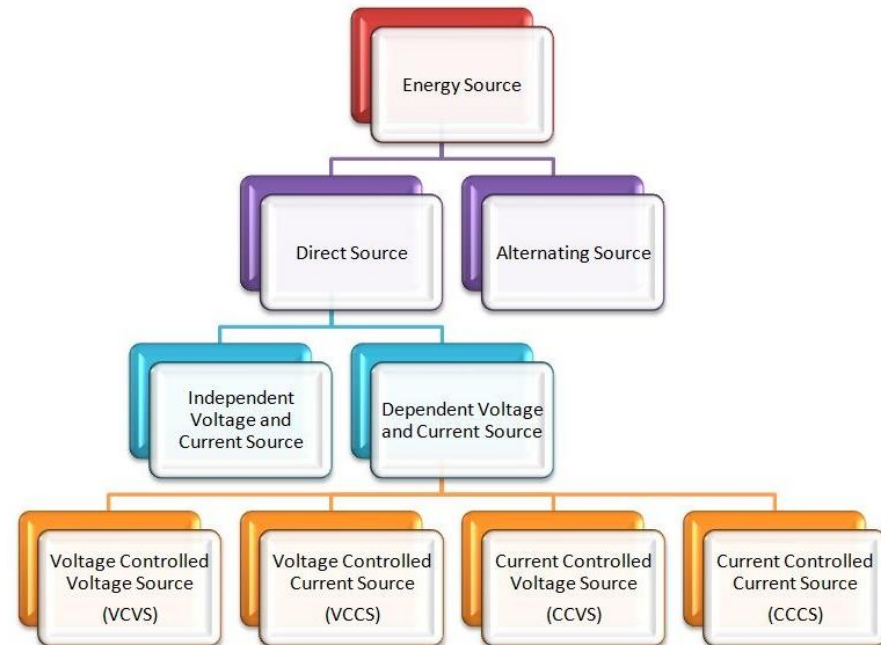 Energy Source
Direct Source
Alternating Source
Independent
Voltage and
Current Source
Dependent Voltage
and Current Source
Voltage Controlled
Voltage Source
(VCVS)
Voltage Controlled
Current Source
(VCCS)
Current Controlled
Voltage Source
(CCVS)
Current Controlled
Current Source
(CCCS)